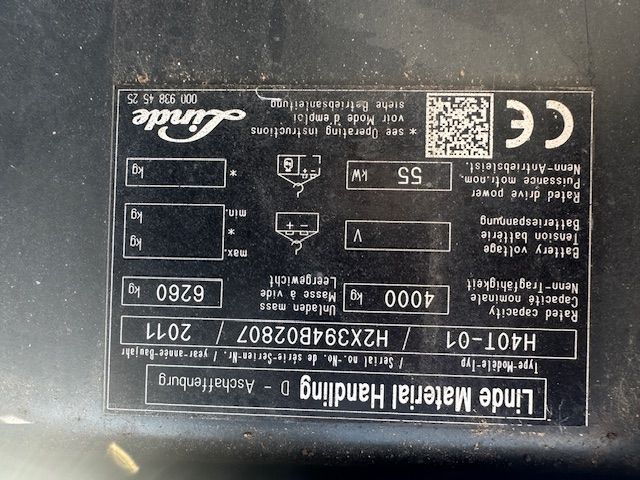 Linde Material Handling D - Aschaffenburg
Type-Modèle-Typ / Serial no.-No. de série-Serien-Nr. / year-année-Baujahr
H40T-01 / H2X394B02807 / 2011
Rated capacity
Capacité nominale
Nenn-Tragfähigkeit
4000 kg
Unladen mass
Masse à vide
Leergewicht
6260 kg
Battery voltage
Tension batterie
Batteriespannung
V
max.
*
min.
kg
kg
Rated drive power
Puissance motr.nom.
Nenn-Antriebsleist.
55 kW
* kg
* see Operating instructions
voir Mode d'emploi
siehe Betriebsanleitung
CE
Linde
000 938 45 25